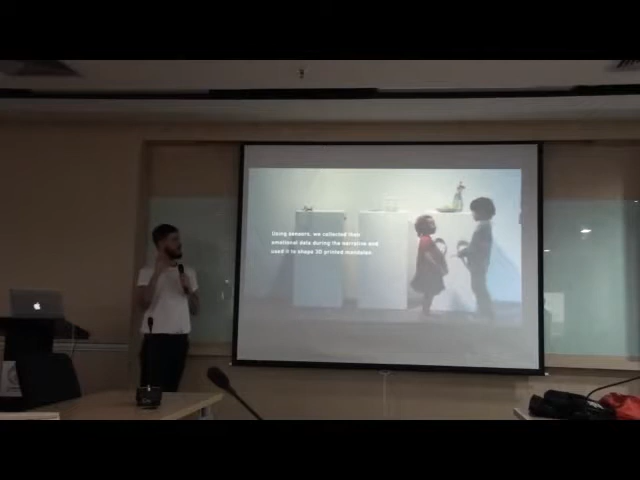 Using sensors, we collected their
emotional data during the narrative and
used it to shape 3D printed mandalas.